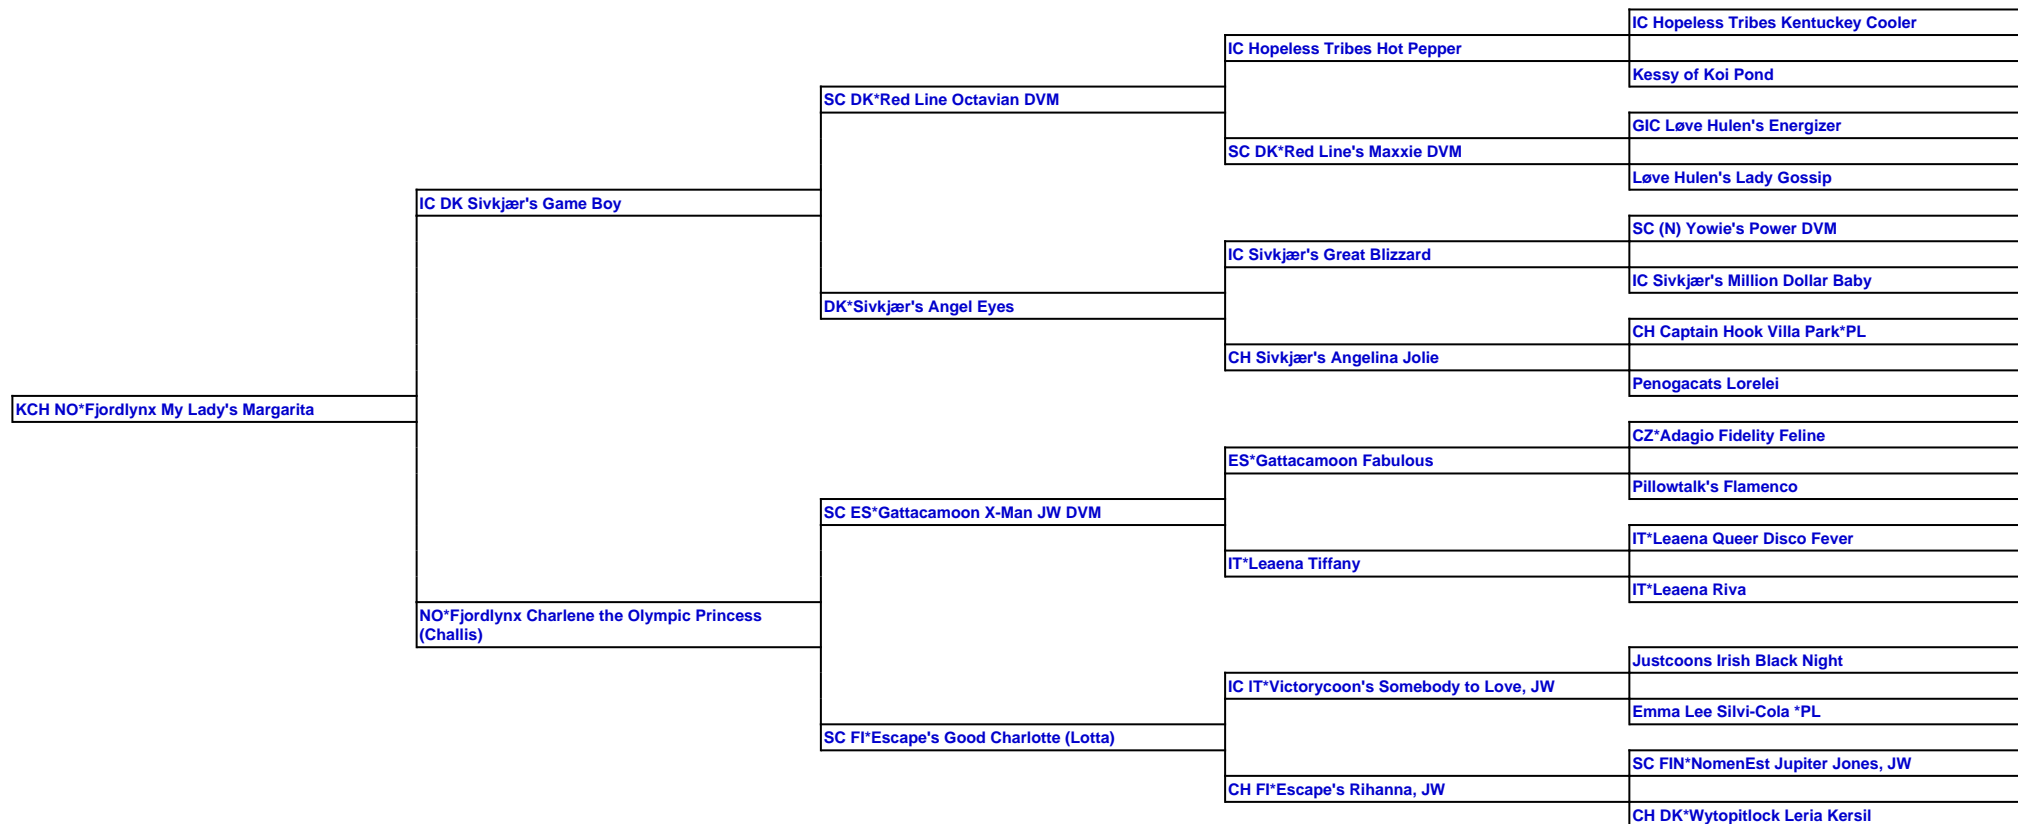 IC Hopeless Tribes Kentuckey Cooler
IC Hopeless Tribes Hot Pepper
Kessy of Koi Pond
SC DK*Red Line Octavian DVM
GIC Løve Hulen's Energizer
SC DK*Red Line's Maxxie DVM
Løve Hulen's Lady Gossip
IC DK Sivkjær's Game Boy
SC (N) Yowie's Power DVM
IC Sivkjær's Great Blizzard
IC Sivkjær's Million Dollar Baby
DK*Sivkjær's Angel Eyes
CH Captain Hook Villa Park*PL
CH Sivkjær's Angelina Jolie
Penogacats Lorelei
KCH NO*Fjordlynx My Lady's Margarita
CZ*Adagio Fidelity Feline
ES*Gattacamoon Fabulous
Pillowtalk's Flamenco
SC ES*Gattacamoon X-Man JW DVM
IT*Leaena Queer Disco Fever
IT*Leaena Tiffany
IT*Leaena Riva
NO*Fjordlynx Charlene the Olympic Princess
(Challis)
Justcoons Irish Black Night
IC IT*Victorycoon's Somebody to Love, JW
Emma Lee Silvi-Cola *PL
SC FI*Escape's Good Charlotte (Lotta)
SC FIN*NomenEst Jupiter Jones, JW
CH FI*Escape's Rihanna, JW
CH DK*Wytopitlock Leria Kersil